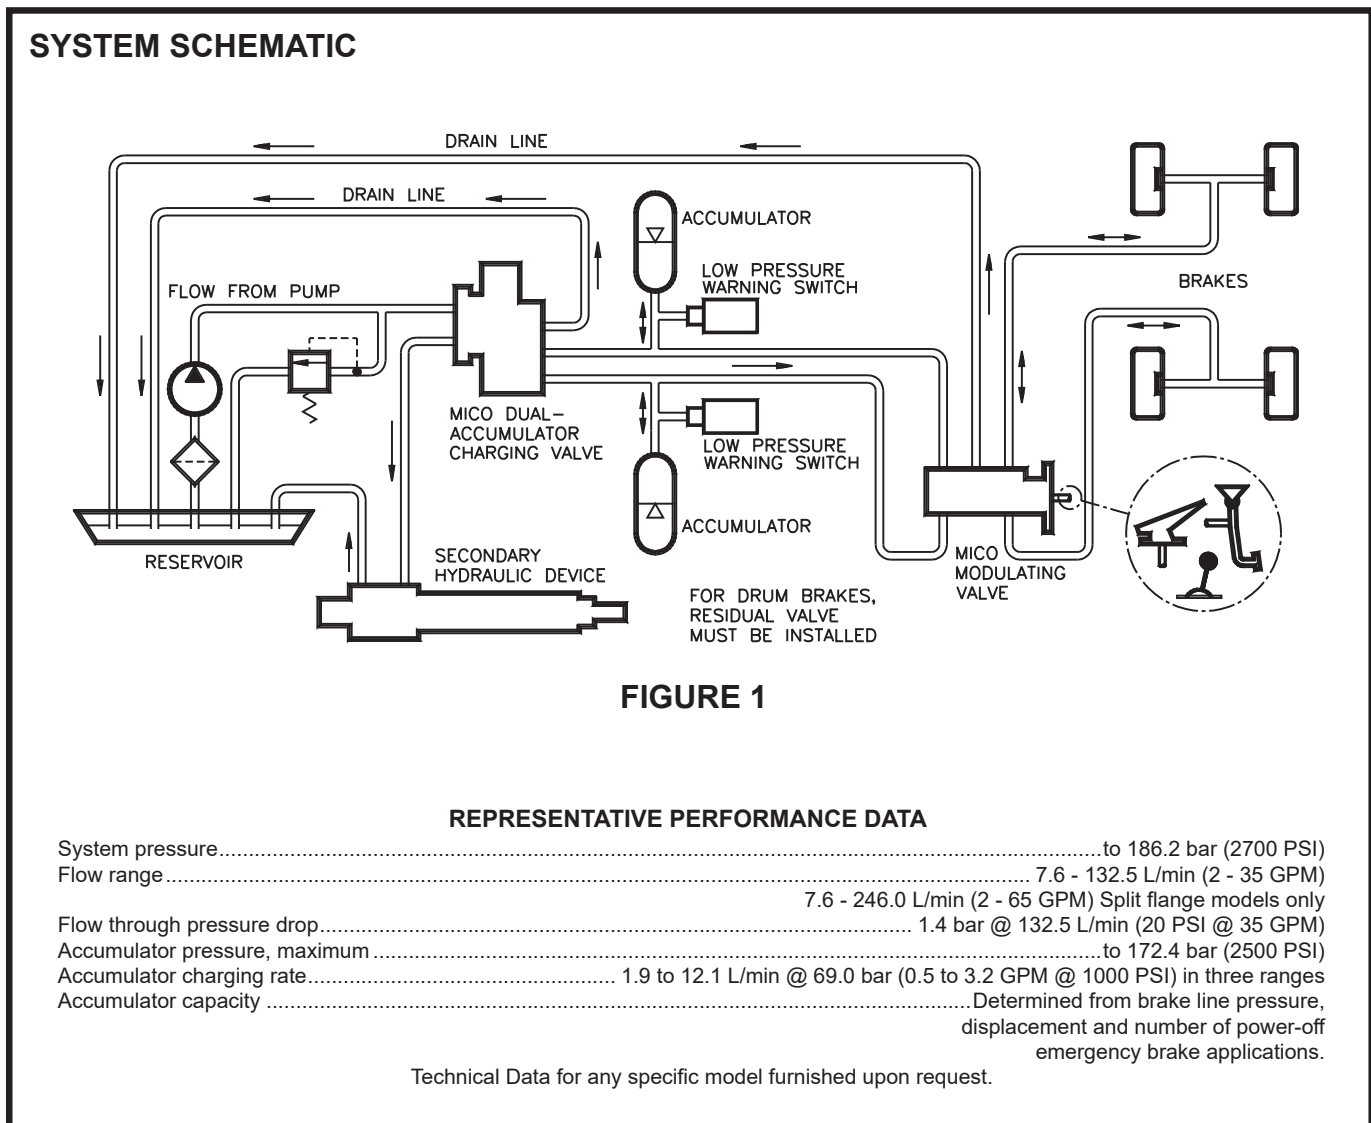 SYSTEM SCHEMATIC
DRAIN LINE
DRAIN LINE
ACCUMULATOR
LOW PRESSURE
WARNING SWITCH
BRAKES
FLOW FROM PUMP
MICO DUAL-
ACCUMULATOR
CHARGING VALVE
LOW PRESSURE
WARNING SWITCH
ACCUMULATOR
RESERVOIR
SECONDARY
HYDRAULIC DEVICE
MICO
MODULATING
VALVE
FOR DRUM BRAKES,
RESIDUAL VALVE
MUST BE INSTALLED
FIGURE 1
REPRESENTATIVE PERFORMANCE DATA
System pressure to 186.2 bar (2700 PSI)
Flow range 7.6 - 132.5 L/min (2 - 35 GPM)
7.6 - 246.0 L/min (2 - 65 GPM) Split flange models only
Flow through pressure drop 1.4 bar @ 132.5 L/min (20 PSI @ 35 GPM)
Accumulator pressure, maximum to 172.4 bar (2500 PSI)
Accumulator charging rate 1.9 to 12.1 L/min @ 69.0 bar (0.5 to 3.2 GPM @ 1000 PSI) in three ranges
Accumulator capacity Determined from brake line pressure,
displacement and number of power-off
emergency brake applications.
Technical Data for any specific model furnished upon request.